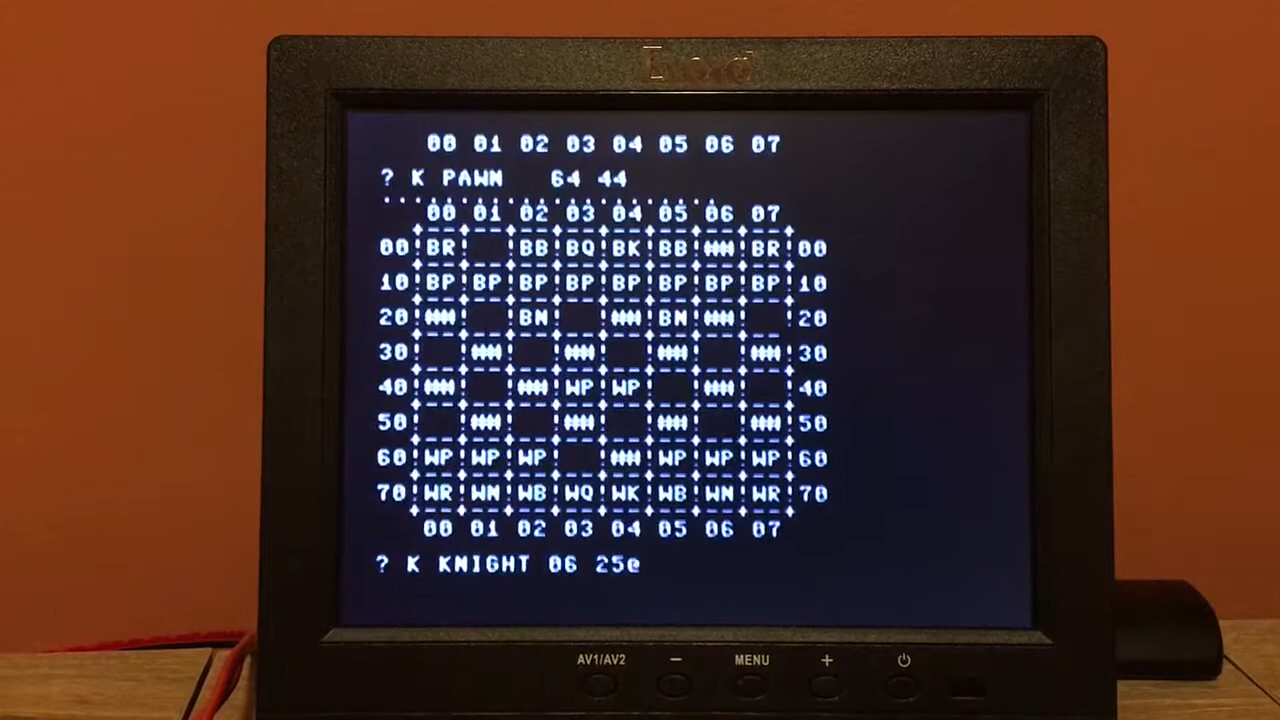 00 01 02 03 04 05 06 07
? K PAWN 64 44
.......................
00 01 02 03 04 05 06 07
00!BR! !BB!BQ!BK!BB!###!BR!00
10!BP!BP!BP!BP!BP!BP!BP!BP!10
20!###! !BN! !###!BN!###! !20
30! !###! !###! !###! !###!30
40!###! !###!WP!WP! !###! !40
50! !###! !###! !###! !###!50
60!WP!WP!WP! !###!WP!WP!WP!60
70!WR!WN!WB!WQ!WK!WB!WN!WR!70
00 01 02 03 04 05 06 07
? K KNIGHT 06 25@
AV1/AV2 − MENU +